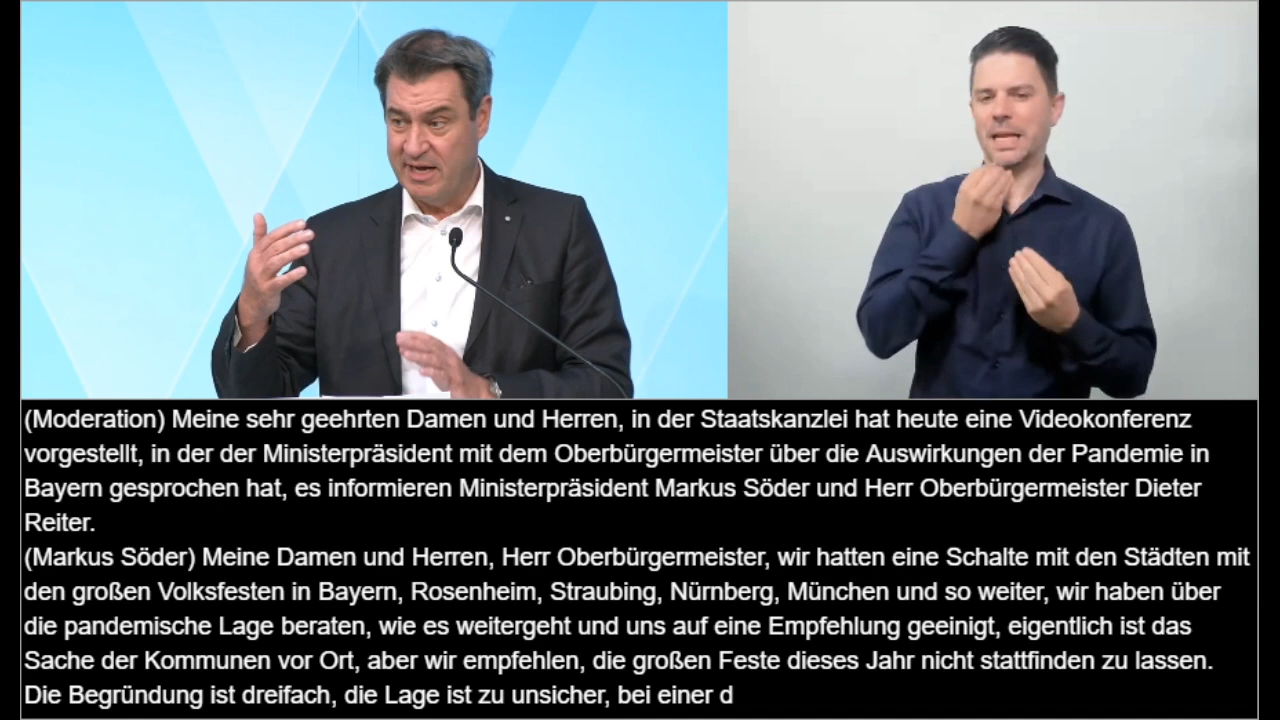 (Moderation) Meine sehr geehrten Damen und Herren, in der Staatskanzlei hat heute eine Videokonferenz
vorgestellt, in der der Ministerpräsident mit dem Oberbürgermeister über die Auswirkungen der Pandemie in
Bayern gesprochen hat, es informieren Ministerpräsident Markus Söder und Herr Oberbürgermeister Dieter
Reiter.
(Markus Söder) Meine Damen und Herren, Herr Oberbürgermeister, wir hatten eine Schalte mit den Städten mit
den großen Volksfesten in Bayern, Rosenheim, Straubing, Nürnberg, München und so weiter, wir haben über
die pandemische Lage beraten, wie es weitergeht und uns auf eine Empfehlung geeinigt, eigentlich ist das
Sache der Kommunen vor Ort, aber wir empfehlen, die großen Feste dieses Jahr nicht stattfinden zu lassen.
Die Begründung ist dreifach, die Lage ist zu unsicher, bei einer d